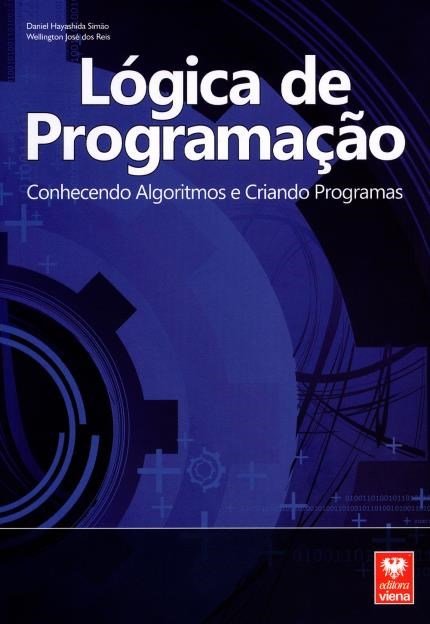 Daniel Hayashida Simão
Wellington José dos Reis
Lógica de
Programação
Conhecendo Algoritmos e Criando Programas
editora
viena